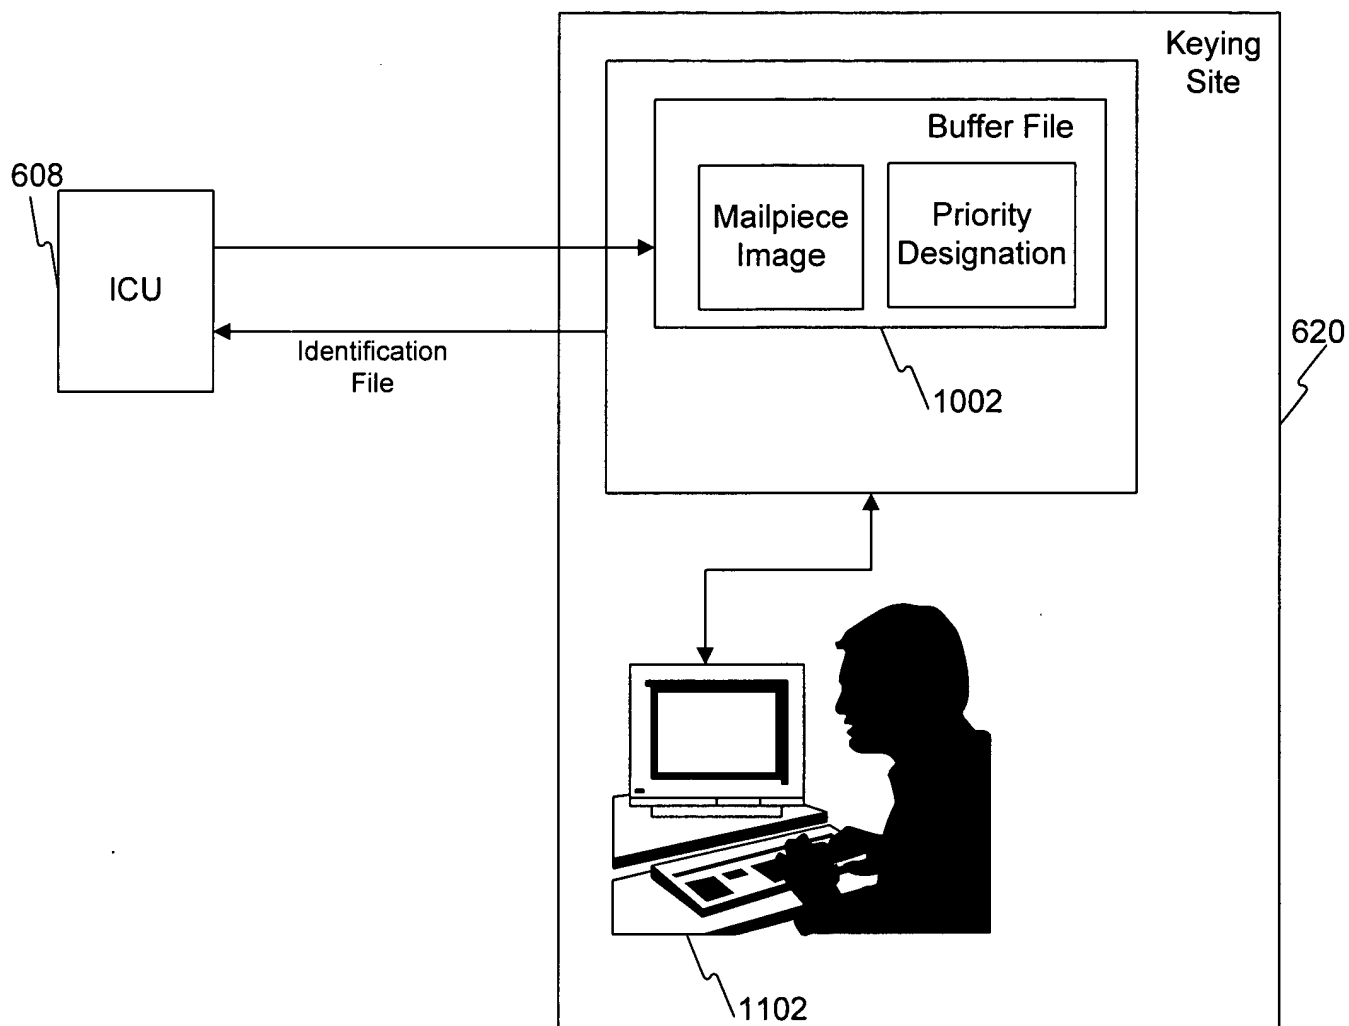 Keying
Site
Buffer File
Mailpiece
Image
Priority
Designation
608
ICU
Identification
File
620
1002
1102